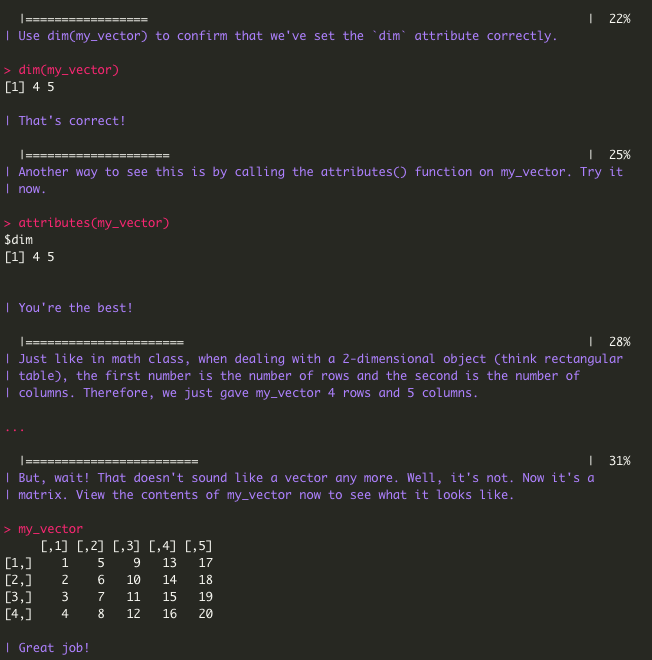 |================= | 22%
| Use dim(my_vector) to confirm that we've set the `dim` attribute correctly.
> dim(my_vector)
[1] 4 5
| That's correct!
|==================== | 25%
| Another way to see this is by calling the attributes() function on my_vector. Try it
| now.
> attributes(my_vector)
$dim
[1] 4 5
| You're the best!
|====================== | 28%
| Just like in math class, when dealing with a 2-dimensional object (think rectangular
| table), the first number is the number of rows and the second is the number of
| columns. Therefore, we just gave my_vector 4 rows and 5 columns.
...
|======================== | 31%
| But, wait! That doesn't sound like a vector any more. Well, it's not. Now it's a
| matrix. View the contents of my_vector now to see what it looks like.
> my_vector
     [,1] [,2] [,3] [,4] [,5]
[1,]    1    5    9   13   17
[2,]    2    6   10   14   18
[3,]    3    7   11   15   19
[4,]    4    8   12   16   20
| Great job!